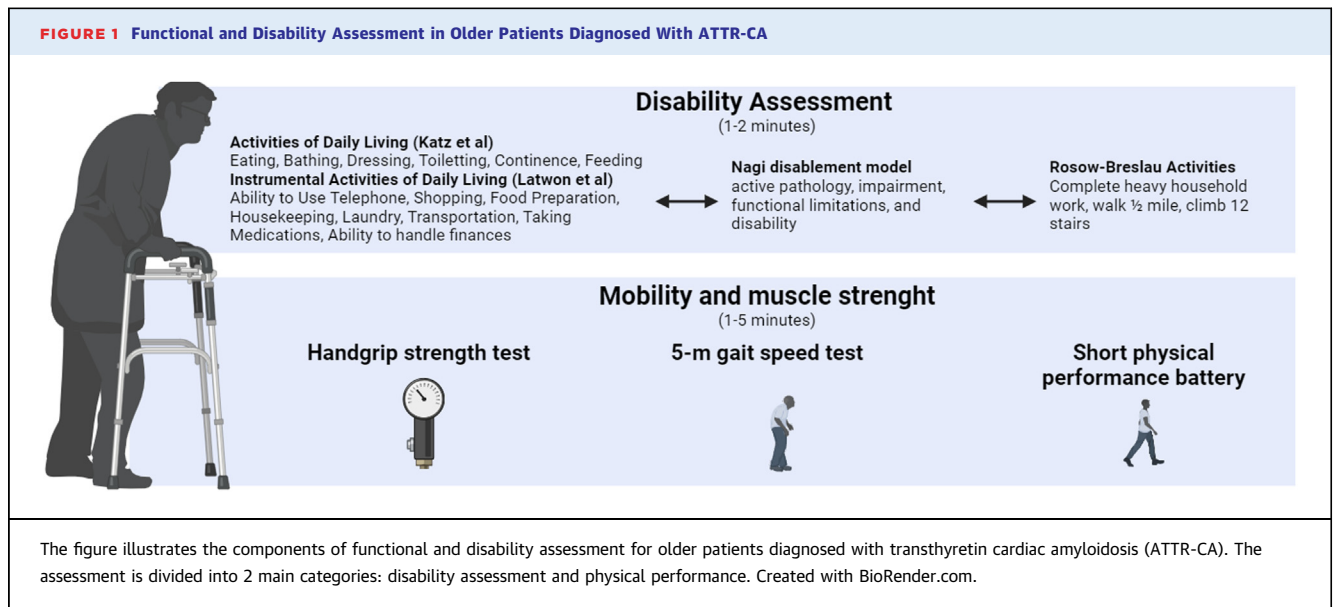 FIGURE 1 Functional and Disability Assessment in Older Patients Diagnosed With ATTR-CA
Disability Assessment
(1-2 minutes)
Activities of Daily Living (Katz et al)
Eating, Bathing, Dressing, Toiletting, Continence, Feeding
Instrumental Activities of Daily Living (Latwon et al)
Ability to Use Telephone, Shopping, Food Preparation,
Housekeeping, Laundry, Transportation, Taking
Medications, Ability to handle finances
Nagi disablement model
active pathology, impairment,
functional limitations, and
disability
Rosow-Breslau Activities
Complete heavy household
work, walk ½ mile, climb 12
stairs
Mobility and muscle strenght
(1-5 minutes)
Handgrip strength test
5-m gait speed test
Short physical
performance battery
The figure illustrates the components of functional and disability assessment for older patients diagnosed with transthyretin cardiac amyloidosis (ATTR-CA). The
assessment is divided into 2 main categories: disability assessment and physical performance. Created with BioRender.com.